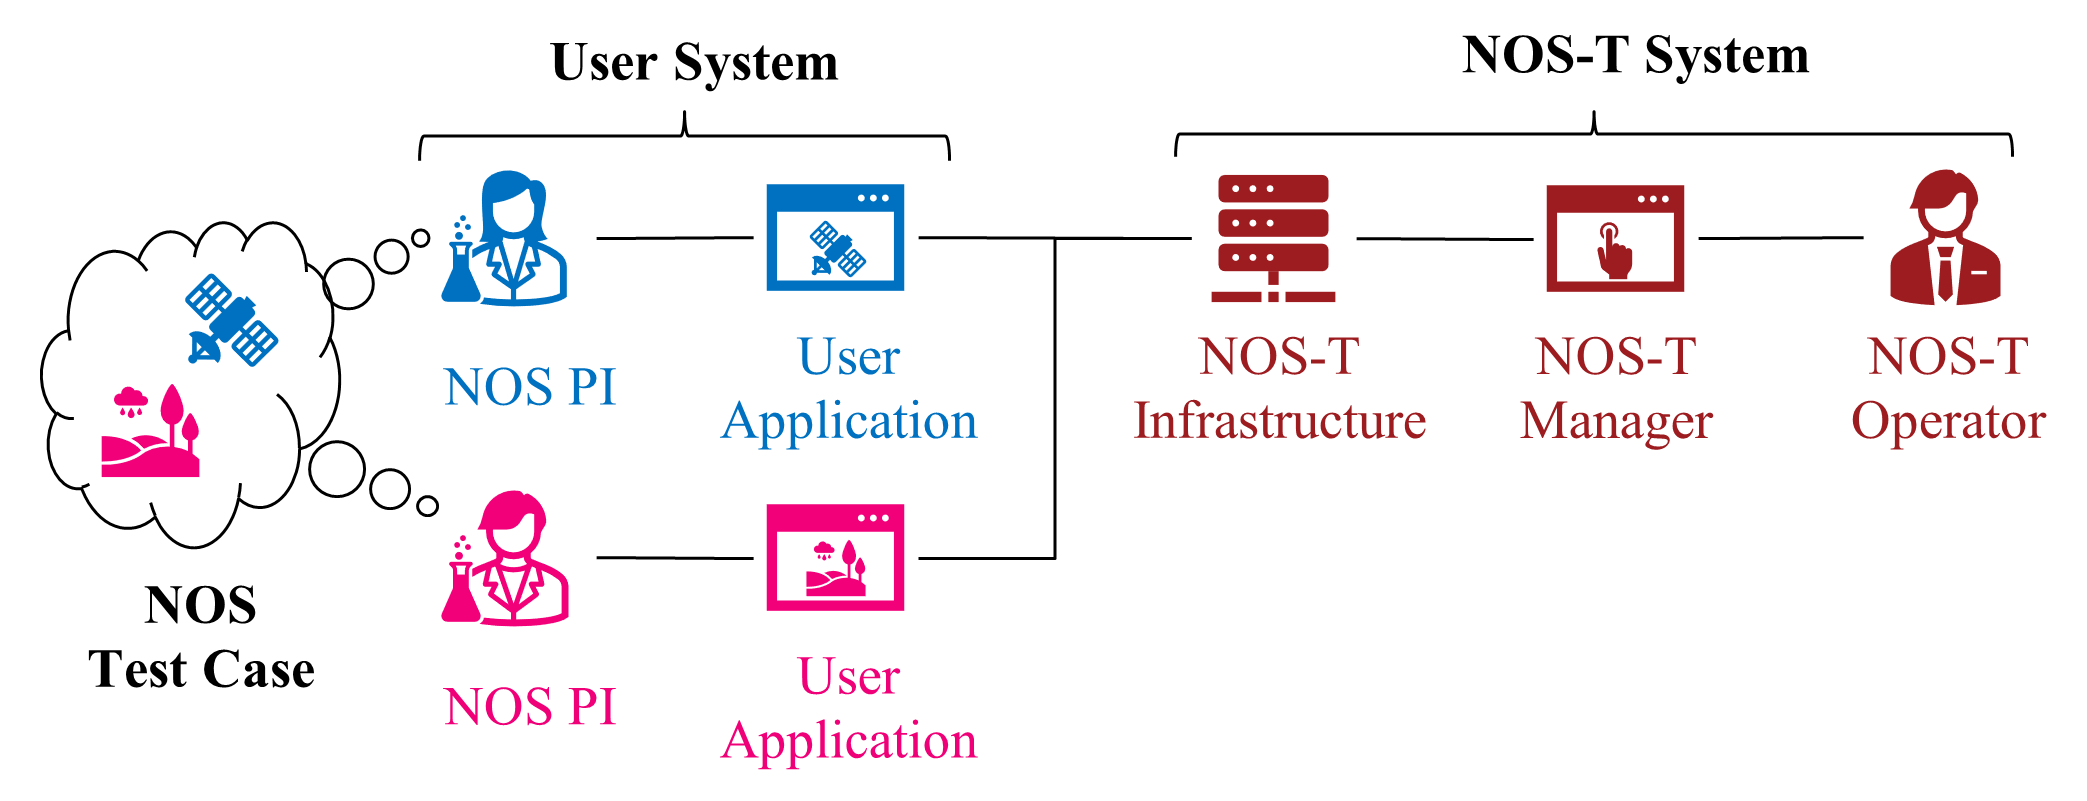 User System
NOS-T System
NOS PI
User
Application
NOS-T
Infrastructure
NOS-T
Manager
NOS-T
Operator
NOS
Test Case
NOS PI
User
Application